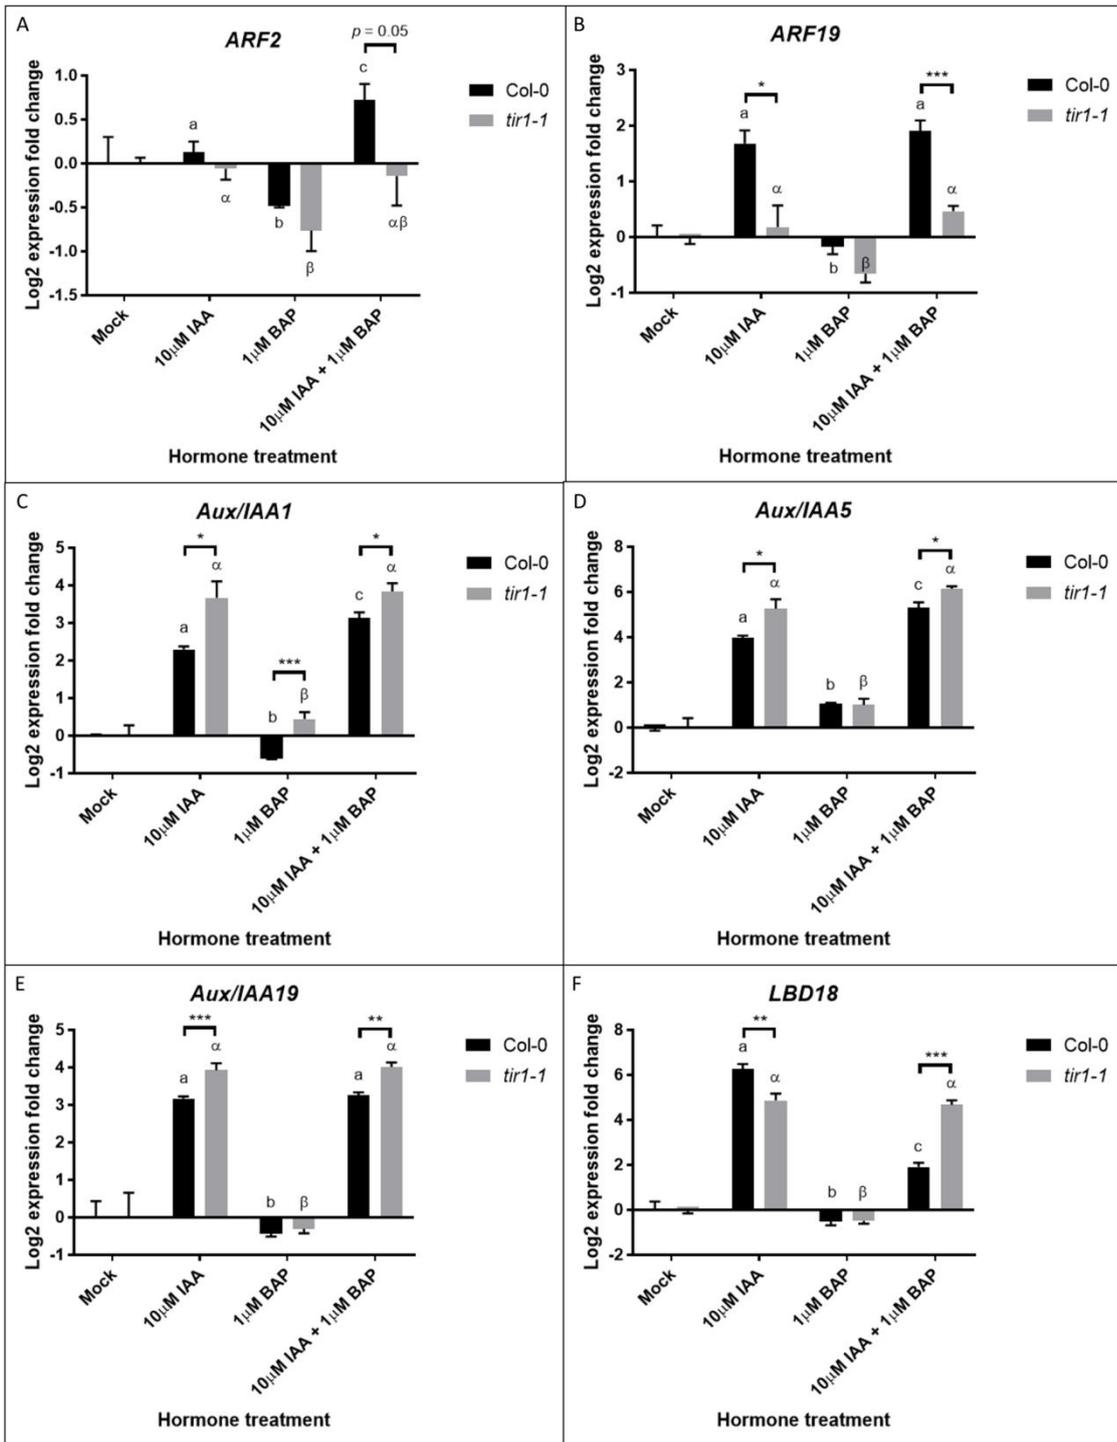 A
ARF2
p = 0.05
c
a
α
b
β
αβ
Col-0
tir1-1
1.0
0.5
0.0
-0.5
-1.0
-1.5
Log2 expression fold change
Mock
10μM IAA
1μM BAP
10μM IAA + 1μM BAP
Hormone treatment
B
ARF19
*
***
a
α
b
β
a
α
Col-0
tir1-1
3
2
1
0
-1
Log2 expression fold change
Mock
10μM IAA
1μM BAP
10μM IAA + 1μM BAP
Hormone treatment
C
Aux/IAA1
*
***
*
a
α
b
β
c
α
Col-0
tir1-1
5
4
3
2
1
0
-1
Log2 expression fold change
Mock
10μM IAA
1μM BAP
10μM IAA + 1μM BAP
Hormone treatment
D
Aux/IAA5
*
*
a
α
b
β
c
α
Col-0
tir1-1
8
6
4
2
0
-2
Log2 expression fold change
Mock
10μM IAA
1μM BAP
10μM IAA + 1μM BAP
Hormone treatment
E
Aux/IAA19
***
**
a
α
b
β
a
α
Col-0
tir1-1
5
4
3
2
1
0
-1
Log2 expression fold change
Mock
10μM IAA
1μM BAP
10μM IAA + 1μM BAP
Hormone treatment
F
LBD18
**
***
a
α
b
β
c
α
Col-0
tir1-1
8
6
4
2
0
-2
Log2 expression fold change
Mock
10μM IAA
1μM BAP
10μM IAA + 1μM BAP
Hormone treatment